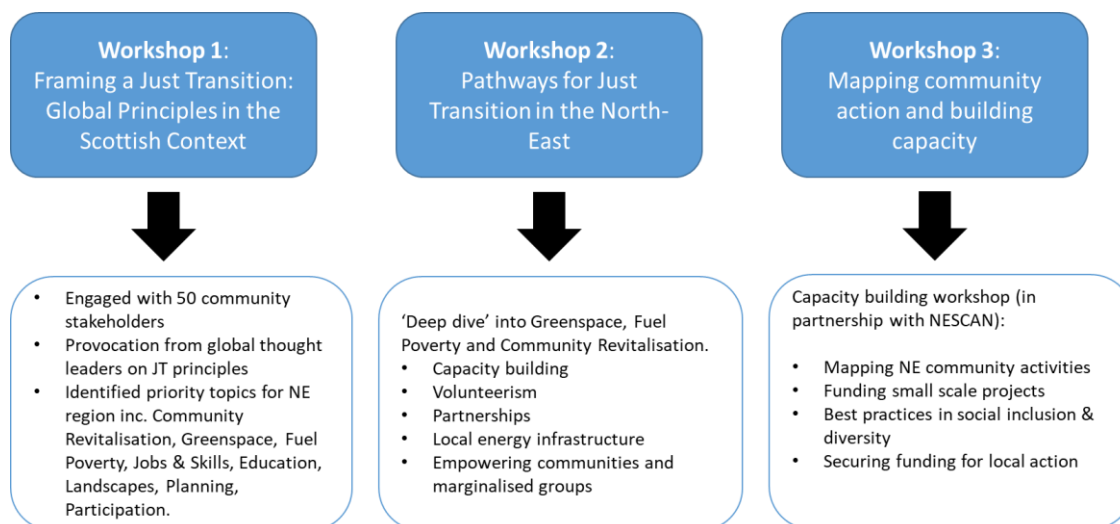 Workshop 1:
Framing a Just Transition:
Global Principles in the
Scottish Context
Workshop 2:
Pathways for Just
Transition in the North-
East
Workshop 3:
Mapping community
action and building
capacity
• Engaged with 50 community
stakeholders
• Provocation from global thought
leaders on JT principles
• Identified priority topics for NE
region inc. Community
Revitalisation, Greenspace, Fuel
Poverty, Jobs & Skills, Education,
Landscapes, Planning,
Participation.
‘Deep dive’ into Greenspace, Fuel
Poverty and Community Revitalisation.
• Capacity building
• Volunteerism
• Partnerships
• Local energy infrastructure
• Empowering communities and
marginalised groups
Capacity building workshop (in
partnership with NESCAN):
• Mapping NE community activities
• Funding small scale projects
• Best practices in social inclusion &
diversity
• Securing funding for local action